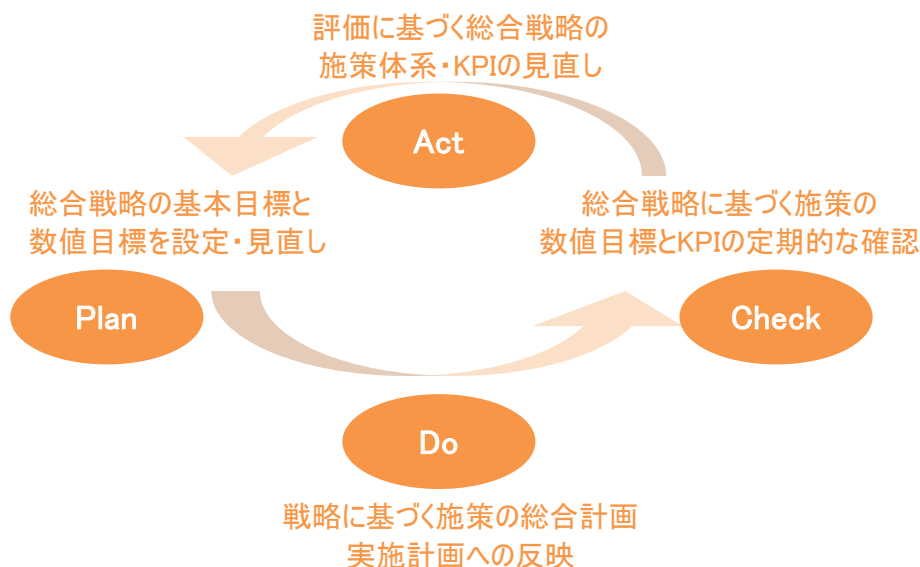 評価に基づく総合戦略の
施策体系・KPIの見直し
Act
総合戦略の基本目標と
数値目標を設定・見直し
Plan
総合戦略に基づく施策の
数値目標とKPIの定期的な確認
Check
Do
戦略に基づく施策の総合計画
実施計画への反映